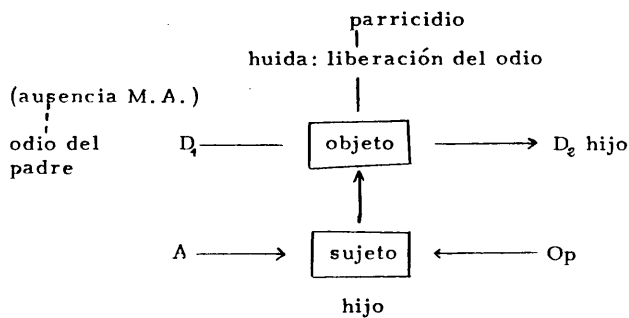 parricidio
huida: liberación del odio
(ausencia M.A.)
odio del D₁ objeto D₂ hijo
padre
A sujeto Op
hijo